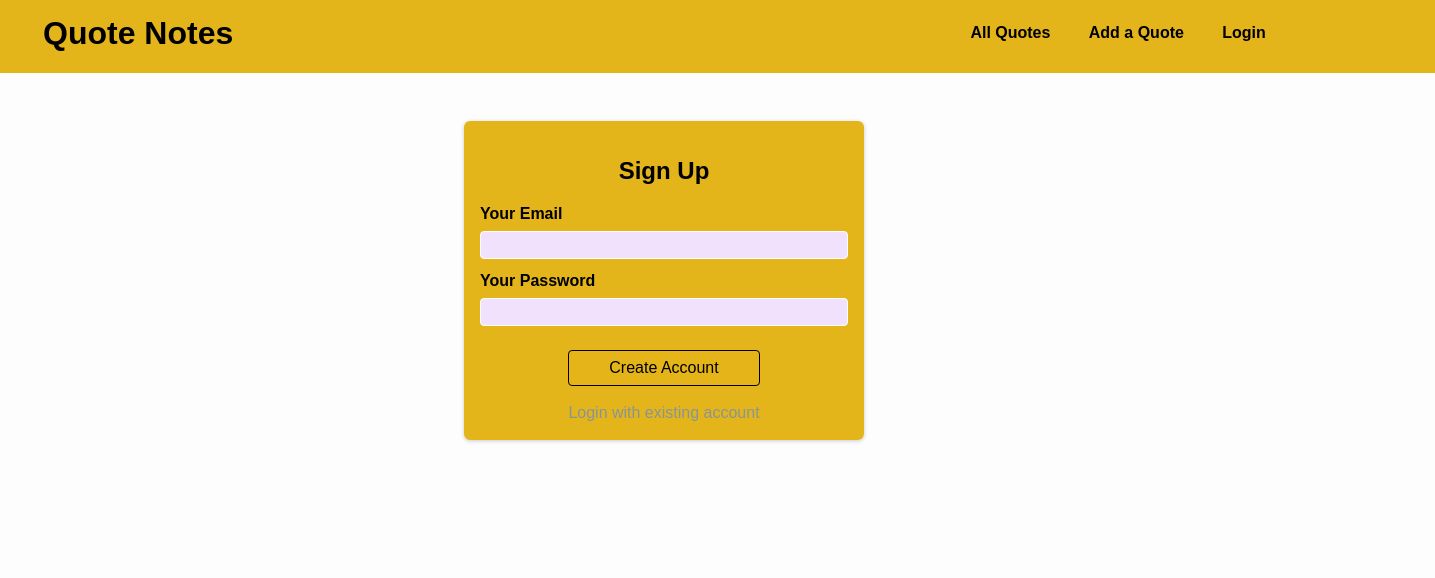 Quote Notes
All Quotes Add a Quote Login
Sign Up
Your Email
Your Password
Create Account
Login with existing account